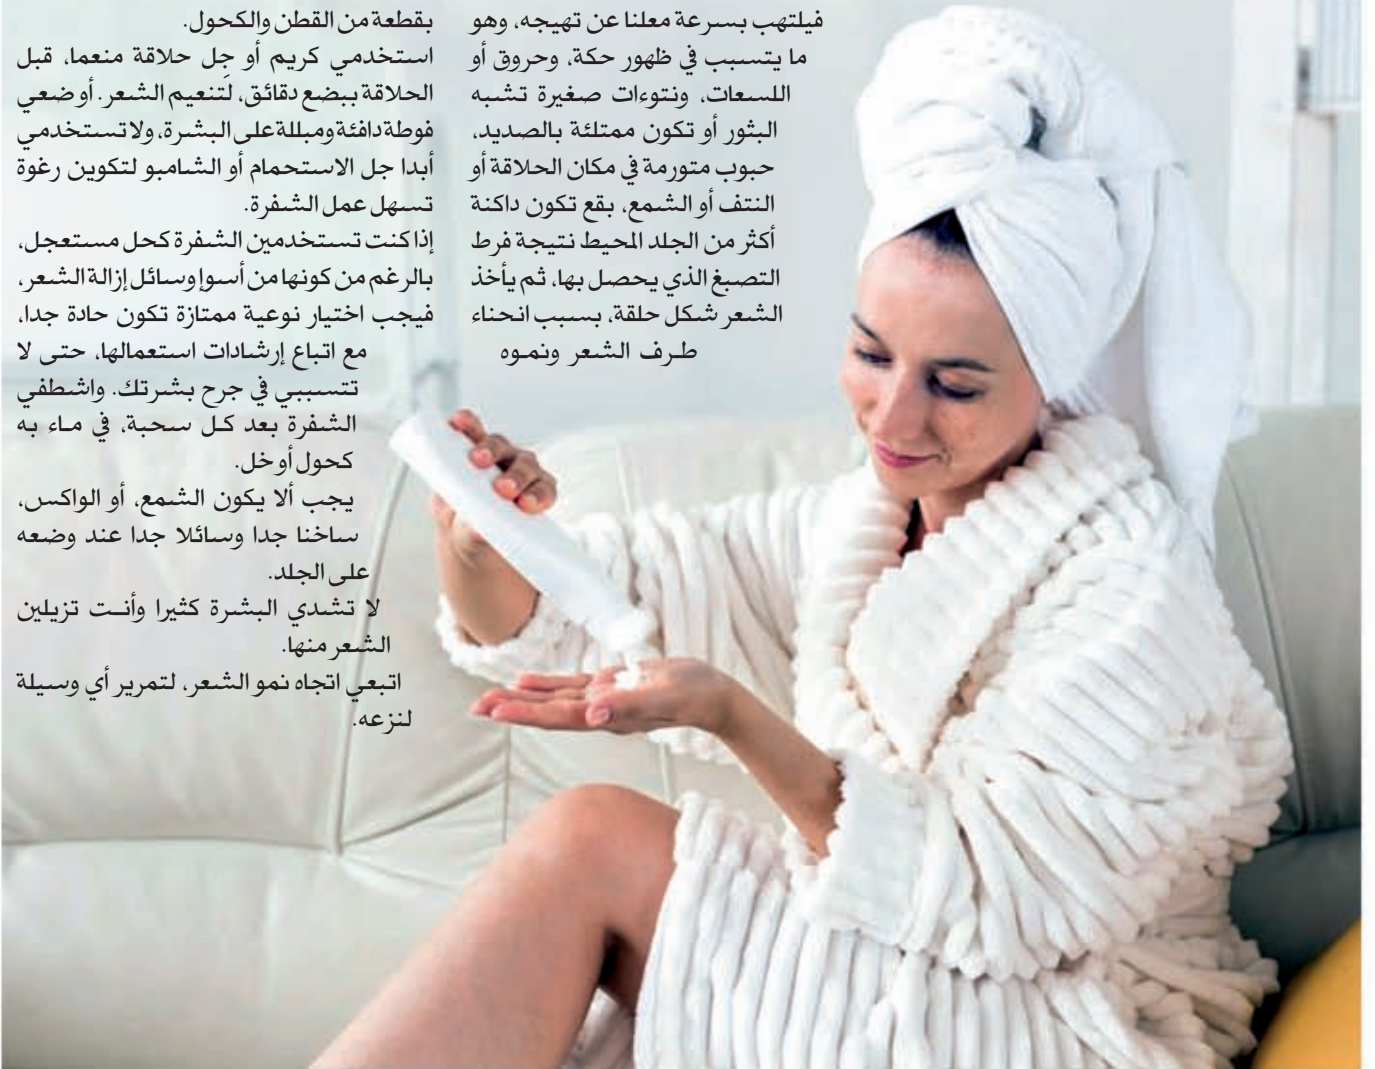 فيلتهب بسرعة معلنا عن تهيجه، وهو
ما يتسبب في ظهور حكة، وحروق أو
اللسعات، ونتوءات صغيرة تشبه
البثور أو تكون ممتلئة بالصديد،
حبوب متورمة في مكان الحلاقة أو
النتف أو الشمع، بقع تكون داكنة
أكثر من الجلد المحيط نتيجة فرط
التصبغ الذي يحصل بها، ثم يأخذ
الشعر شكل حلقة، بسبب انحناء
طرف الشعر ونموه
بقطعة من القطن والكحول.
استخدمي كريم أو جِل حلاقة منعما، قبل
الحلاقة ببضع دقائق، لتنعيم الشعر. أو ضعي
فوطة دافئة ومبللة على البشرة، ولا تستخدمي
أبدا جل الاستحمام أو الشامبو لتكوين رغوة
تسهل عمل الشفرة.
إذا كنت تستخدمين الشفرة كحل مستعجل،
بالرغم من كونها من أسوإ وسائل إزالة الشعر،
فيجب اختيار نوعية ممتازة تكون حادة جدا،
مع اتباع إرشادات استعمالها، حتى لا
تتسببي في جرح بشرتك. واشطفي
الشفرة بعد كل سحبة، في ماء به
كحول أو خل.
يجب ألا يكون الشمع، أو الواكس،
ساخنا جدا وسائلا جدا عند وضعه
على الجلد.
لا تشدي البشرة كثيرا وأنت تزيلين
الشعر منها.
اتبعي اتجاه نمو الشعر، لتمرير أي وسيلة
لنزعه.